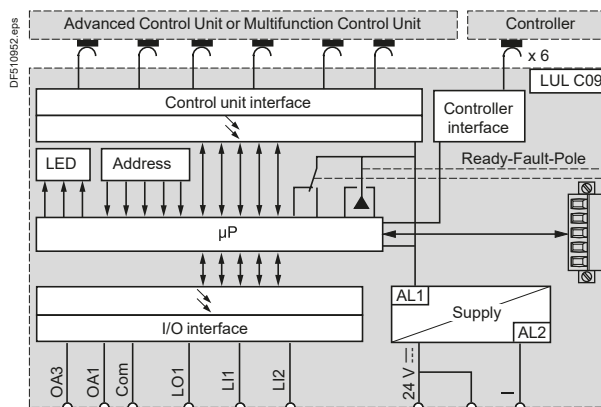 DF510952.eps
Advanced Control Unit or Multifunction Control Unit
Controller
x 6
LUL C09
Control unit interface
Controller
interface
LED
Address
Ready-Fault-Pole
µP
I/O interface
AL1
Supply
AL2
OA3
OA1
Com
LO1
LI1
LI2
24 V